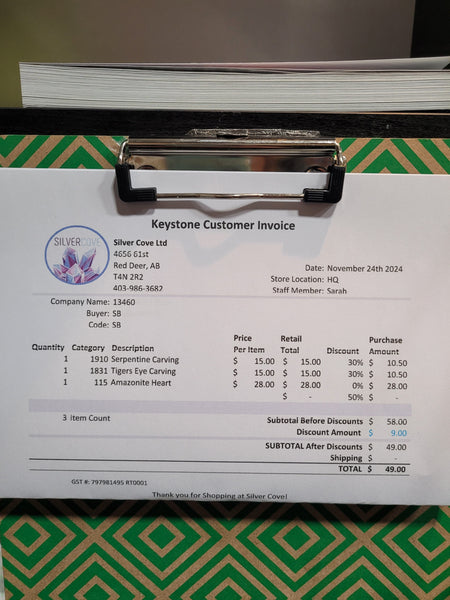 Keystone Customer Invoice
SILVERCOVE
Silver Cove Ltd
4656 61st
Red Deer, AB
T4N 2R2
403-986-3682
Date: November 24th 2024
Store Location: HQ
Staff Member: Sarah
Company Name: 13460
Buyer: SB
Code: SB
Quantity Category Description Price Per Item Retail Total Discount Purchase Amount
1 1910 Serpentine Carving $ 15.00 $ 15.00 30% $ 10.50
1 1831 Tigers Eye Carving $ 15.00 $ 15.00 30% $ 10.50
1 115 Amazonite Heart $ 28.00 $ 28.00 0% $ 28.00
$ - 50% $ -
3 Item Count
Subtotal Before Discounts $ 58.00
Discount Amount $ 9.00
SUBTOTAL After Discounts $ 49.00
Shipping $ -
TOTAL $ 49.00
GST #: 797981495 RT0001
Thank you for Shopping at Silver Cove!